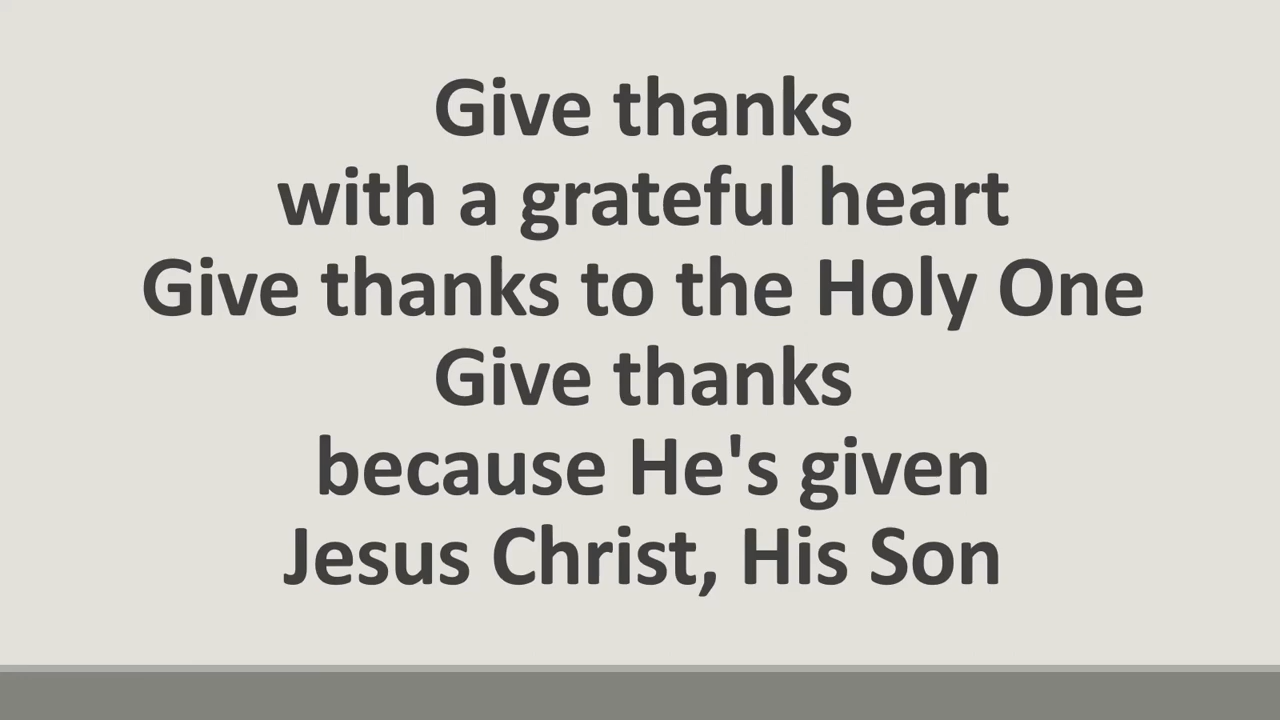 Give thanks
with a grateful heart
Give thanks to the Holy One
Give thanks
because He's given
Jesus Christ, His Son